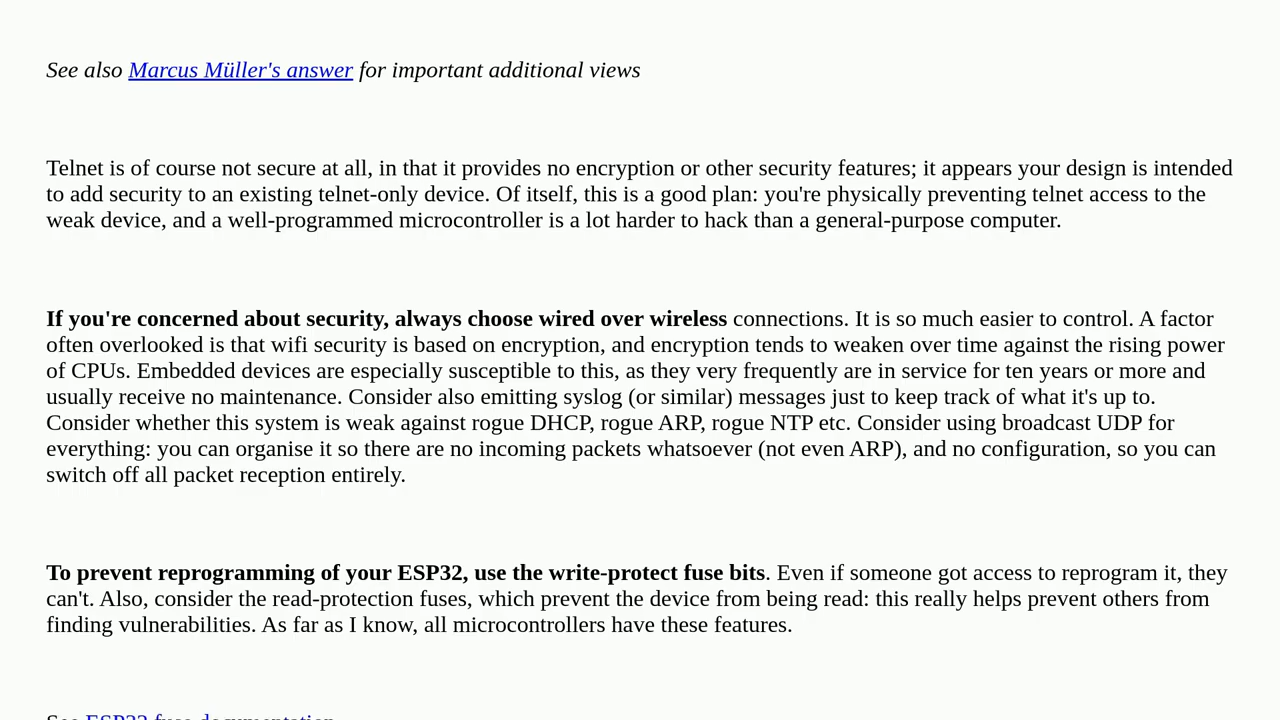 See also Marcus Müller's answer for important additional views
Telnet is of course not secure at all, in that it provides no encryption or other security features; it appears your design is intended
to add security to an existing telnet-only device. Of itself, this is a good plan: you're physically preventing telnet access to the
weak device, and a well-programmed microcontroller is a lot harder to hack than a general-purpose computer.
If you're concerned about security, always choose wired over wireless connections. It is so much easier to control. A factor
often overlooked is that wifi security is based on encryption, and encryption tends to weaken over time against the rising power
of CPUs. Embedded devices are especially susceptible to this, as they very frequently are in service for ten years or more and
usually receive no maintenance. Consider also emitting syslog (or similar) messages just to keep track of what it's up to.
Consider whether this system is weak against rogue DHCP, rogue ARP, rogue NTP etc. Consider using broadcast UDP for
everything: you can organise it so there are no incoming packets whatsoever (not even ARP), and no configuration, so you can
switch off all packet reception entirely.
To prevent reprogramming of your ESP32, use the write-protect fuse bits. Even if someone got access to reprogram it, they
can't. Also, consider the read-protection fuses, which prevent the device from being read: this really helps prevent others from
finding vulnerabilities. As far as I know, all microcontrollers have these features.
See ESP32 fuse documentation